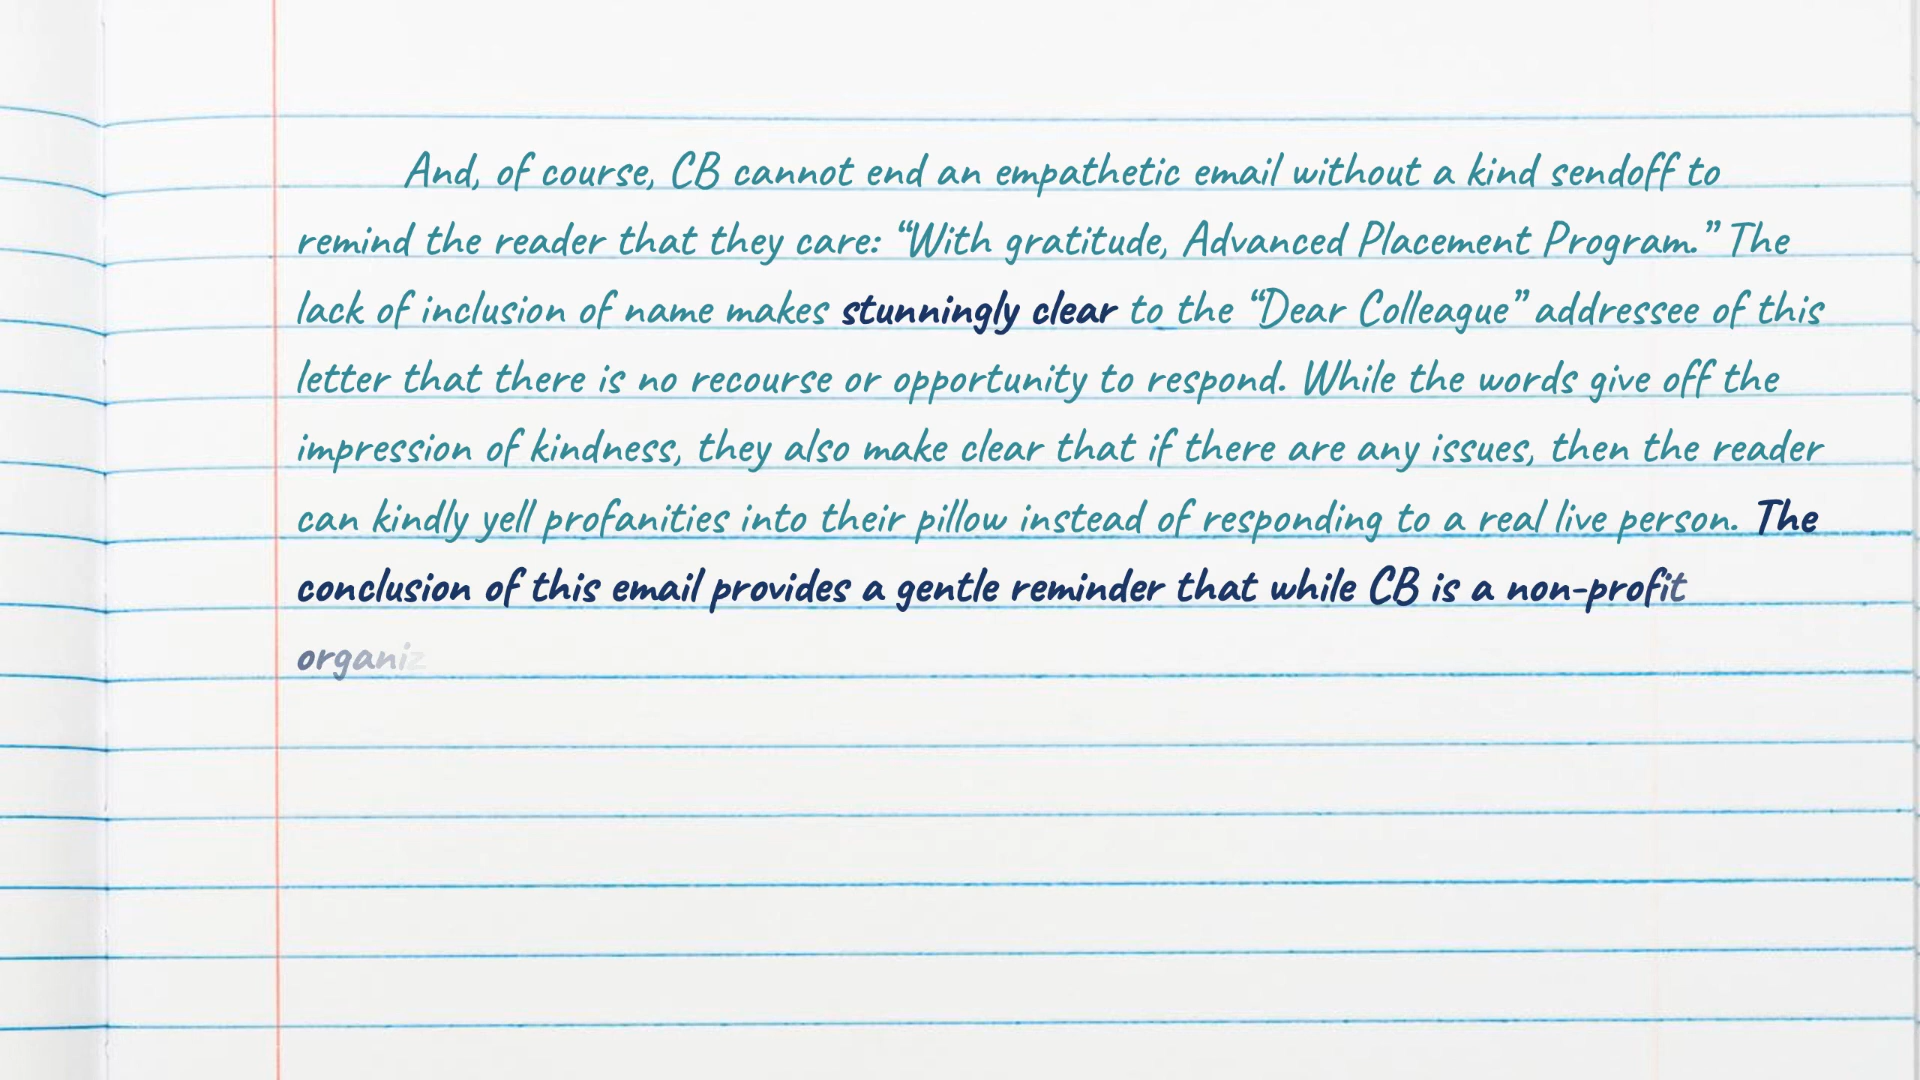 And, of course, CB cannot end an empathetic email without a kind sendoff to
remind the reader that they care: “With gratitude, Advanced Placement Program.” The
lack of inclusion of name makes stunningly clear to the “Dear Colleague” addressee of this
letter that there is no recourse or opportunity to respond. While the words give off the
impression of kindness, they also make clear that if there are any issues, then the reader
can kindly yell profanities into their pillow instead of responding to a real live person. The
conclusion of this email provides a gentle reminder that while CB is a non-profit
organiz